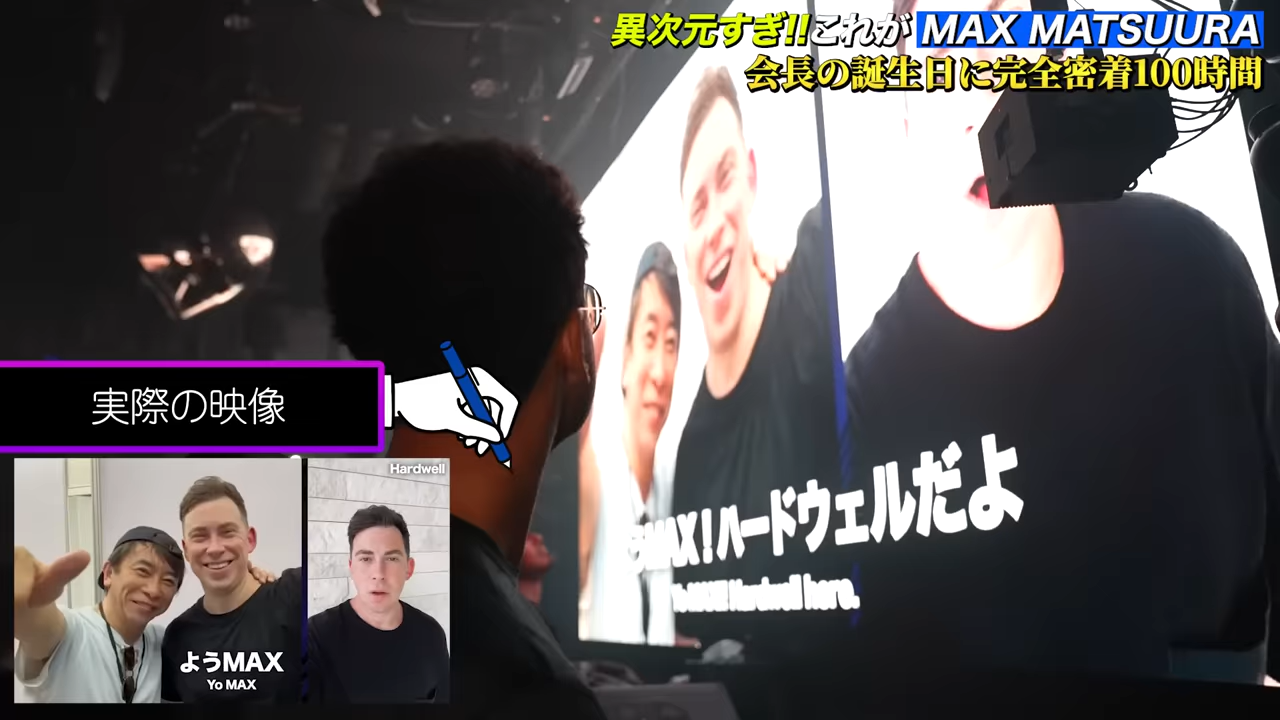 異次元すぎ!!これが MAX MATSUURA
会長の誕生日に完全密着100時間
MAX！ハードウェルだよ
Hardwell here.
実際の映像
Hardwell
ようMAX
Yo MAX